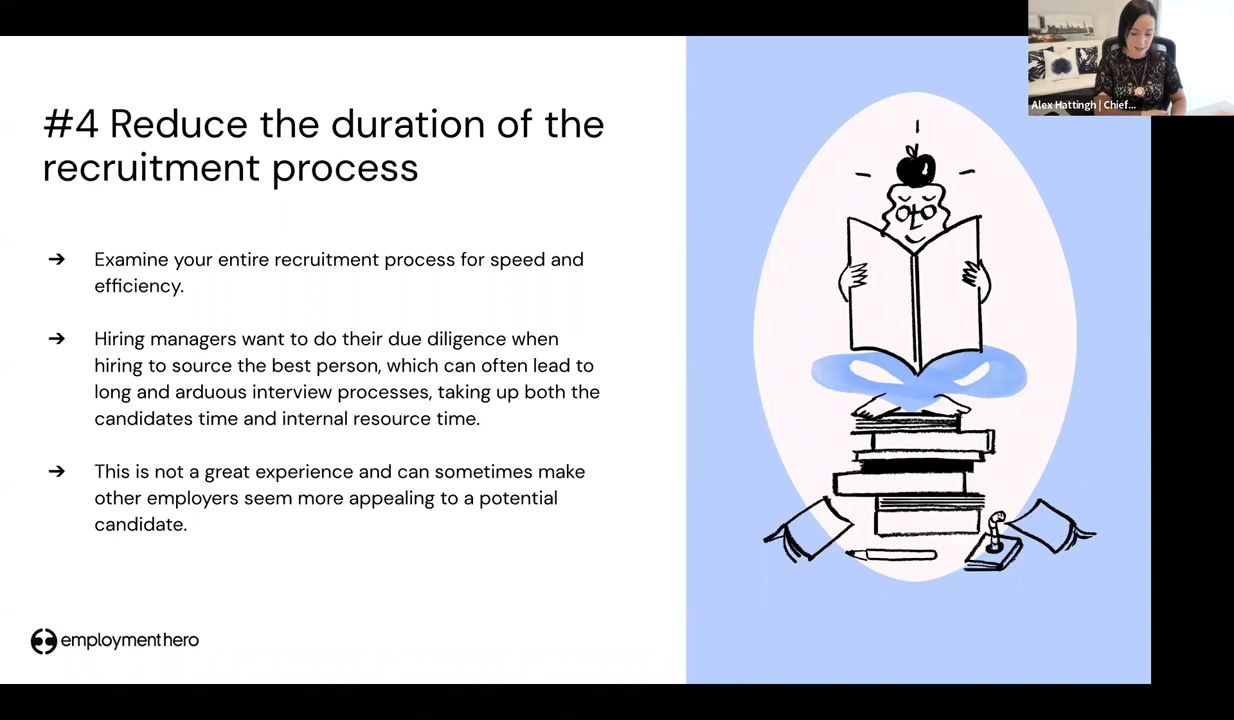 Alex Hattingh | Chief...
#4 Reduce the duration of the
recruitment process
➔ Examine your entire recruitment process for speed and
efficiency.
➔ Hiring managers want to do their due diligence when
hiring to source the best person, which can often lead to
long and arduous interview processes, taking up both the
candidates time and internal resource time.
➔ This is not a great experience and can sometimes make
other employers seem more appealing to a potential
candidate.
employmenthero